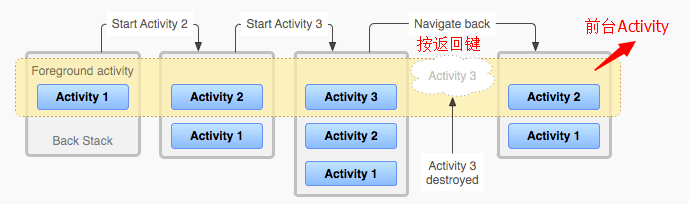 Start Activity 2
Start Activity 3
Navigate back
按返回键
前台Activity
Foreground activity
Activity 1
Back Stack
Activity 2
Activity 1
Activity 3
Activity 2
Activity 1
Activity 3
Activity 3
destroyed
Activity 2
Activity 1